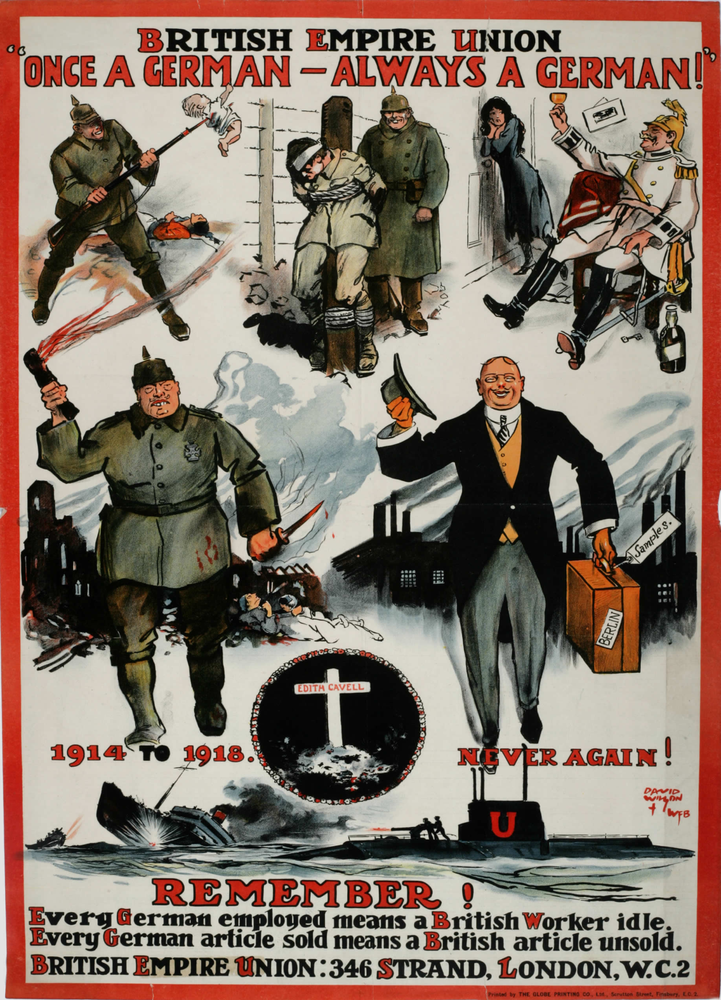 BRITISH EMPIRE UNION
"ONCE A GERMAN – ALWAYS A GERMAN!"
Samples.
BERLIN
EDITH CAVELL
1914 TO 1918.
NEVER AGAIN!
DAVID
WILSON
+ WFB
U
REMEMBER!
Every German employed means a British Worker idle.
Every German article sold means a British article unsold.
BRITISH EMPIRE UNION: 346 STRAND, LONDON, W.C.2
Printed by THE GLOBE PRINTING CO., Ltd., Scrutton Street, Finsbury, E.C. 2.